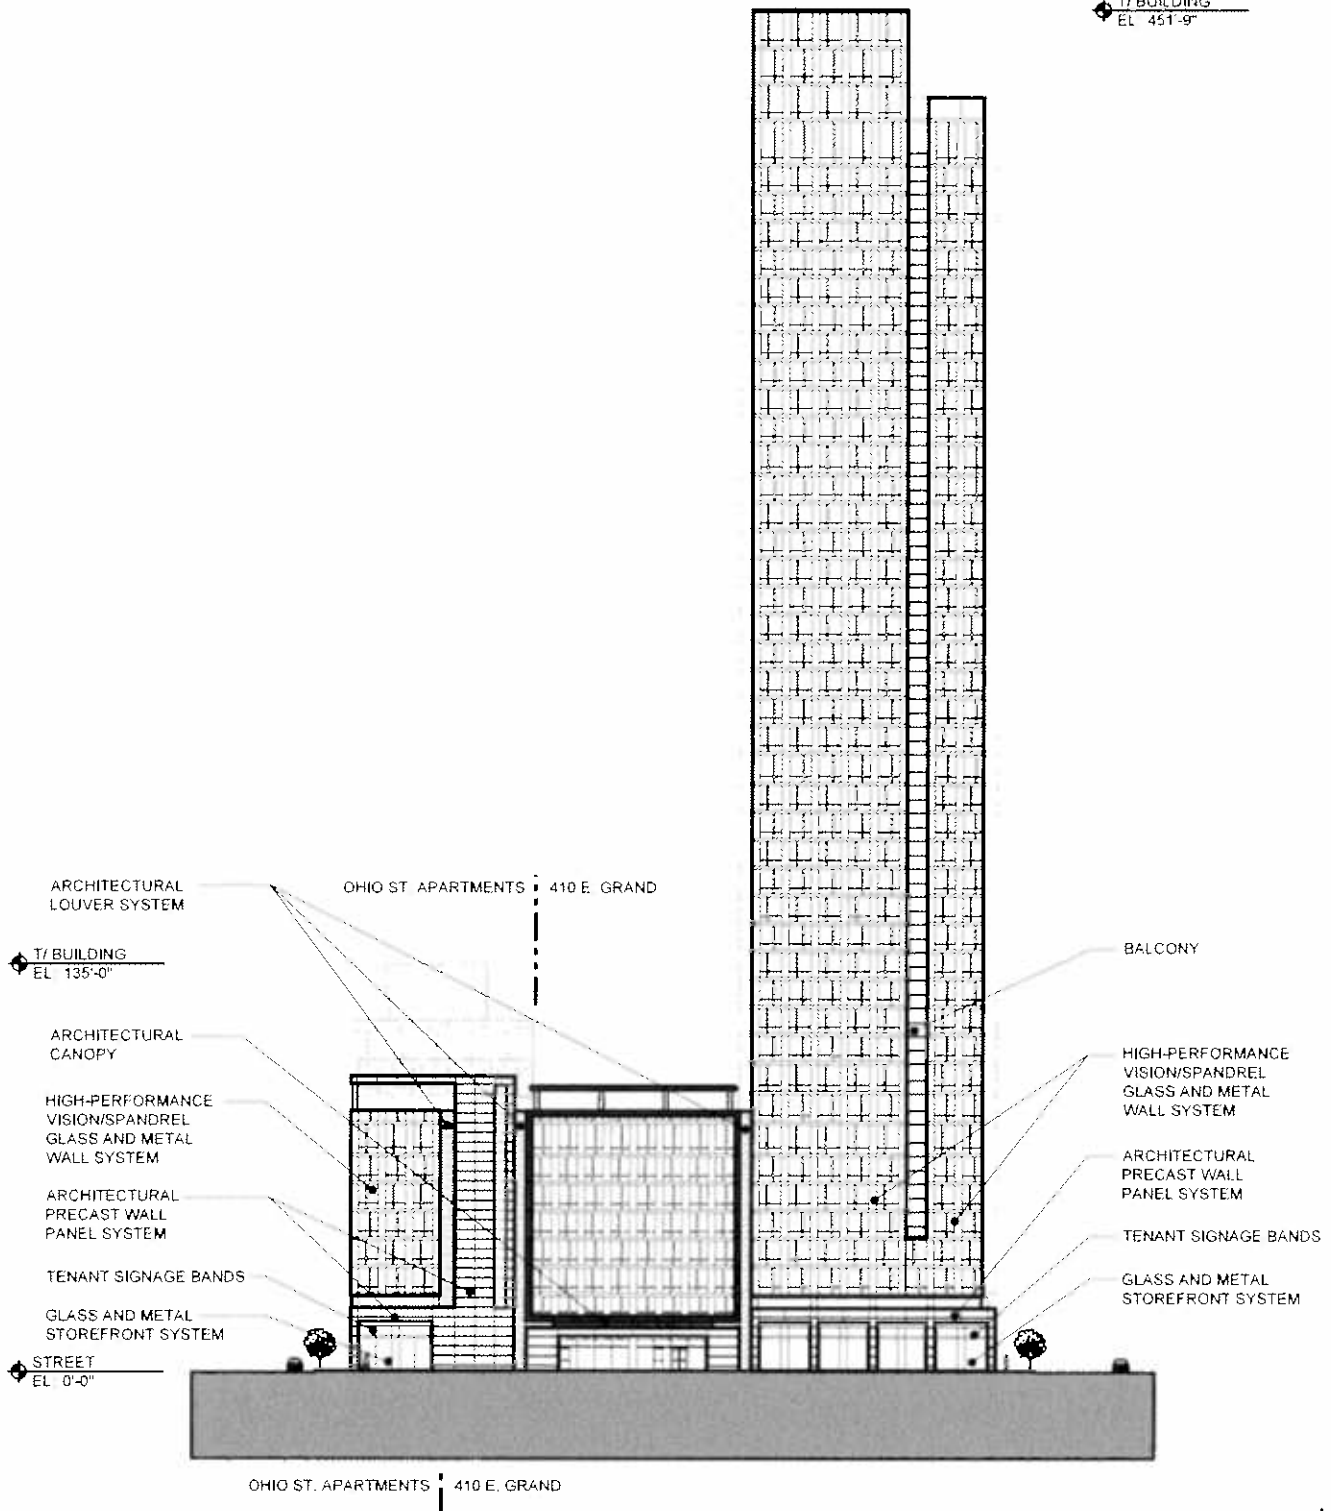 T/ BUILDING
EL 451'-9"
ARCHITECTURAL
LOUVER SYSTEM
OHIO ST. APARTMENTS
410 E. GRAND
T/ BUILDING
EL 135'-0"
BALCONY
ARCHITECTURAL
CANOPY
HIGH-PERFORMANCE
VISION/SPANDREL
GLASS AND METAL
WALL SYSTEM
HIGH-PERFORMANCE
VISION/SPANDREL
GLASS AND METAL
WALL SYSTEM
ARCHITECTURAL
PRECAST WALL
PANEL SYSTEM
ARCHITECTURAL
PRECAST WALL
PANEL SYSTEM
TENANT SIGNAGE BANDS
TENANT SIGNAGE BANDS
GLASS AND METAL
STOREFRONT SYSTEM
GLASS AND METAL
STOREFRONT SYSTEM
STREET
EL 0'-0"
OHIO ST. APARTMENTS
410 E. GRAND